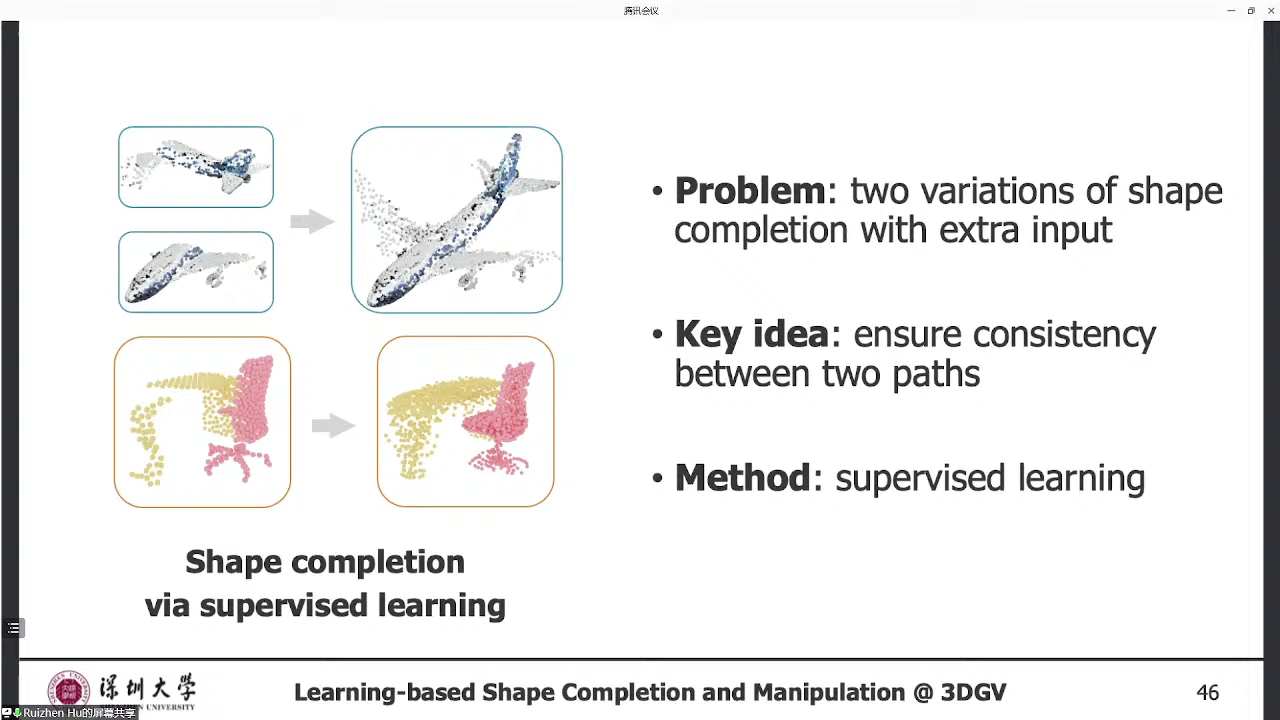 腾讯会议
• Problem: two variations of shape
completion with extra input
• Key idea: ensure consistency
between two paths
• Method: supervised learning
Shape completion
via supervised learning
深圳大学
SHENZHEN UNIVERSITY
Learning-based Shape Completion and Manipulation @ 3DGV
46
Ruizhen Hu的屏幕共享